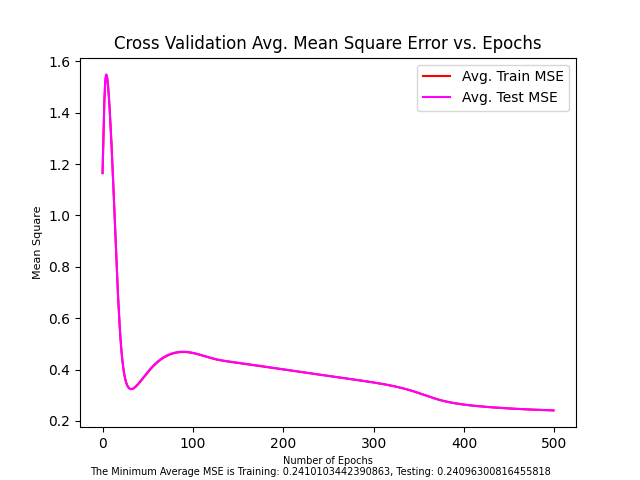 Cross Validation Avg. Mean Square Error vs. Epochs
Avg. Train MSE
Avg. Test MSE
1.6
1.4
1.2
1.0
0.8
0.6
0.4
0.2
Mean Square
0 100 200 300 400 500
Number of Epochs
The Minimum Average MSE is Training: 0.2410103442390863, Testing: 0.24096300816455818